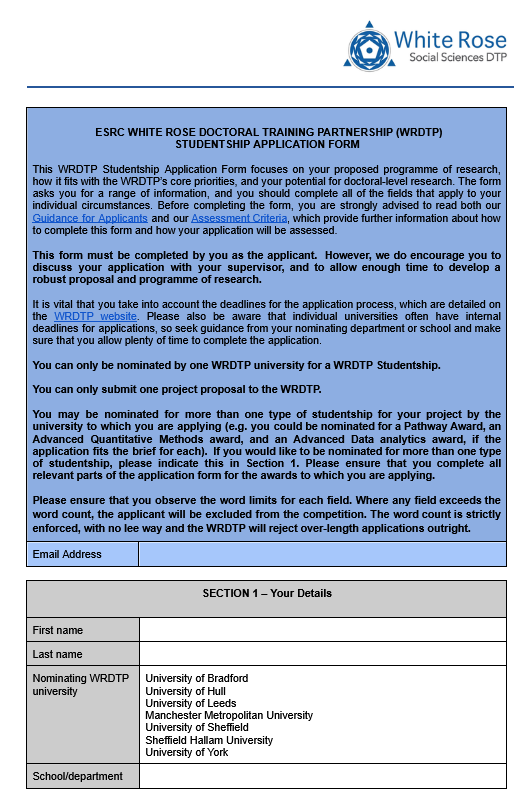 White Rose
Social Sciences DTP
ESRC WHITE ROSE DOCTORAL TRAINING PARTNERSHIP (WRDTP)
STUDENTSHIP APPLICATION FORM
This WRDTP Studentship Application Form focuses on your proposed programme of research,
how it fits with the WRDTP's core priorities, and your potential for doctoral-level research. The form
asks you for a range of information, and you should complete all of the fields that apply to your
individual circumstances. Before completing the form, you are strongly advised to read both our
Guidance for Applicants and our Assessment Criteria, which provide further information about how
to complete this form and how your application will be assessed.
This form must be completed by you as the applicant. However, we do encourage you to
discuss your application with your supervisor, and to allow enough time to develop a
robust proposal and programme of research.
It is vital that you take into account the deadlines for the application process, which are detailed on
the WRDTP website. Please also be aware that individual universities often have internal
deadlines for applications, so seek guidance from your nominating department or school and make
sure that you allow plenty of time to complete the application.
You can only be nominated by one WRDTP university for a WRDTP Studentship.
You can only submit one project proposal to the WRDTP.
You may be nominated for more than one type of studentship for your project by the
university to which you are applying (e.g. you could be nominated for a Pathway Award, an
Advanced Quantitative Methods award, and an Advanced Data analytics award, if the
application fits the brief for each). If you would like to be nominated for more than one type
of studentship, please indicate this in Section 1. Please ensure that you complete all
relevant parts of the application form for the awards to which you are applying.
Please ensure that you observe the word limits for each field. Where any field exceeds the
word count, the applicant will be excluded from the competition. The word count is strictly
enforced, with no lee way and the WRDTP will reject over-length applications outright.
Email Address
SECTION 1 – Your Details
First name
Last name
Nominating WRDTP
university
University of Bradford
University of Hull
University of Leeds
Manchester Metropolitan University
University of Sheffield
Sheffield Hallam University
University of York
School/department